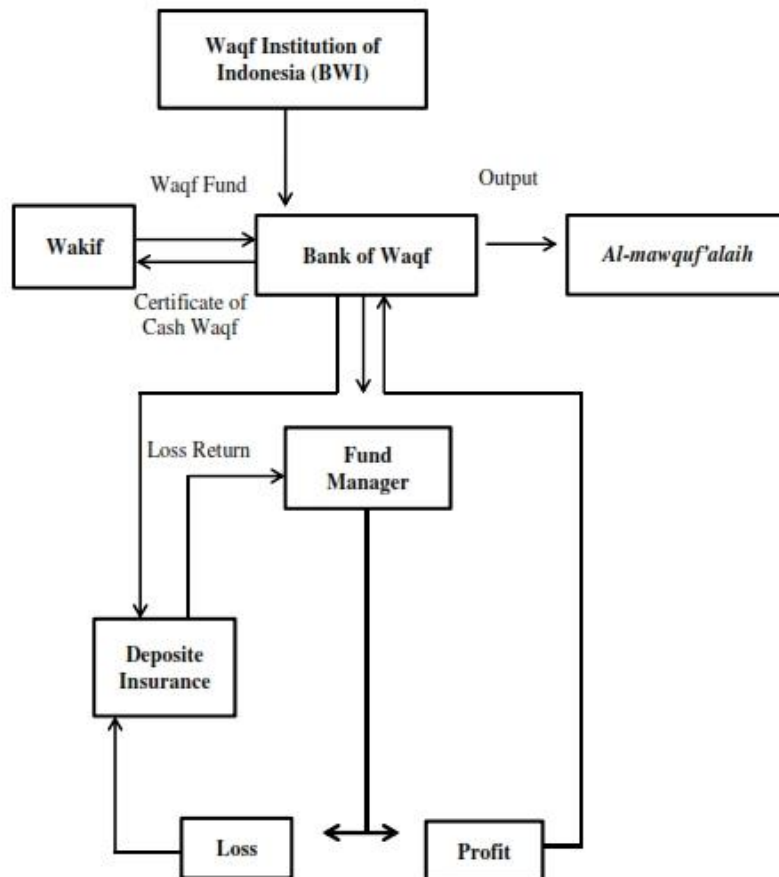 Waqf Institution of
Indonesia (BWI)
Waqf Fund
Output
Wakif
Bank of Waqf
Al-mawquf'alaih
Certificate of
Cash Waqf
Loss Return
Fund
Manager
Deposite
Insurance
Loss
Profit